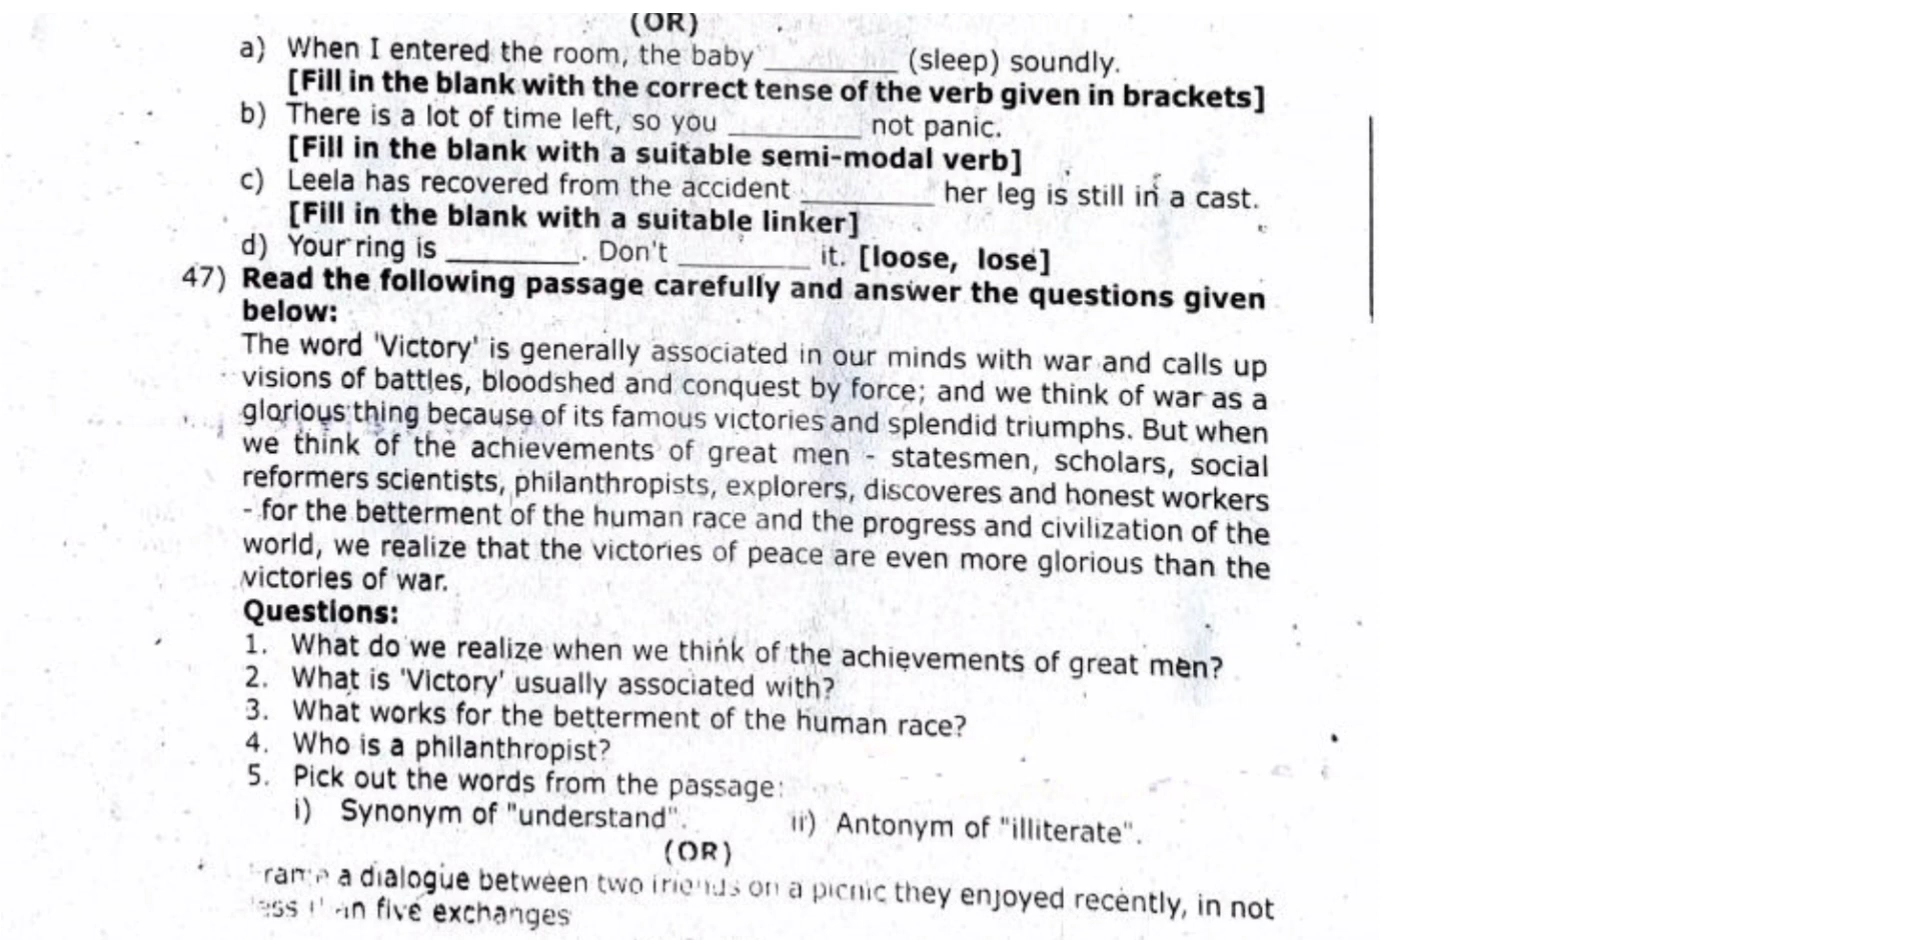 (OR)
a) When I entered the room, the baby __________ (sleep) soundly.
[Fill in the blank with the correct tense of the verb given in brackets]
b) There is a lot of time left, so you __________ not panic.
[Fill in the blank with a suitable semi-modal verb]
c) Leela has recovered from the accident __________ her leg is still in a cast.
[Fill in the blank with a suitable linker]
d) Your ring is __________. Don't __________ it. [loose, lose]
47) Read the following passage carefully and answer the questions given
below:
The word 'Victory' is generally associated in our minds with war and calls up
visions of battles, bloodshed and conquest by force; and we think of war as a
glorious thing because of its famous victories and splendid triumphs. But when
we think of the achievements of great men - statesmen, scholars, social
reformers scientists, philanthropists, explorers, discoveres and honest workers
- for the betterment of the human race and the progress and civilization of the
world, we realize that the victories of peace are even more glorious than the
victories of war.
Questions:
1. What do we realize when we think of the achievements of great men?
2. What is 'Victory' usually associated with?
3. What works for the betterment of the human race?
4. Who is a philanthropist?
5. Pick out the words from the passage:
i) Synonym of "understand". ii) Antonym of "illiterate".
(OR)
a dialogue between two friends on a picnic they enjoyed recently, in not
less than five exchanges